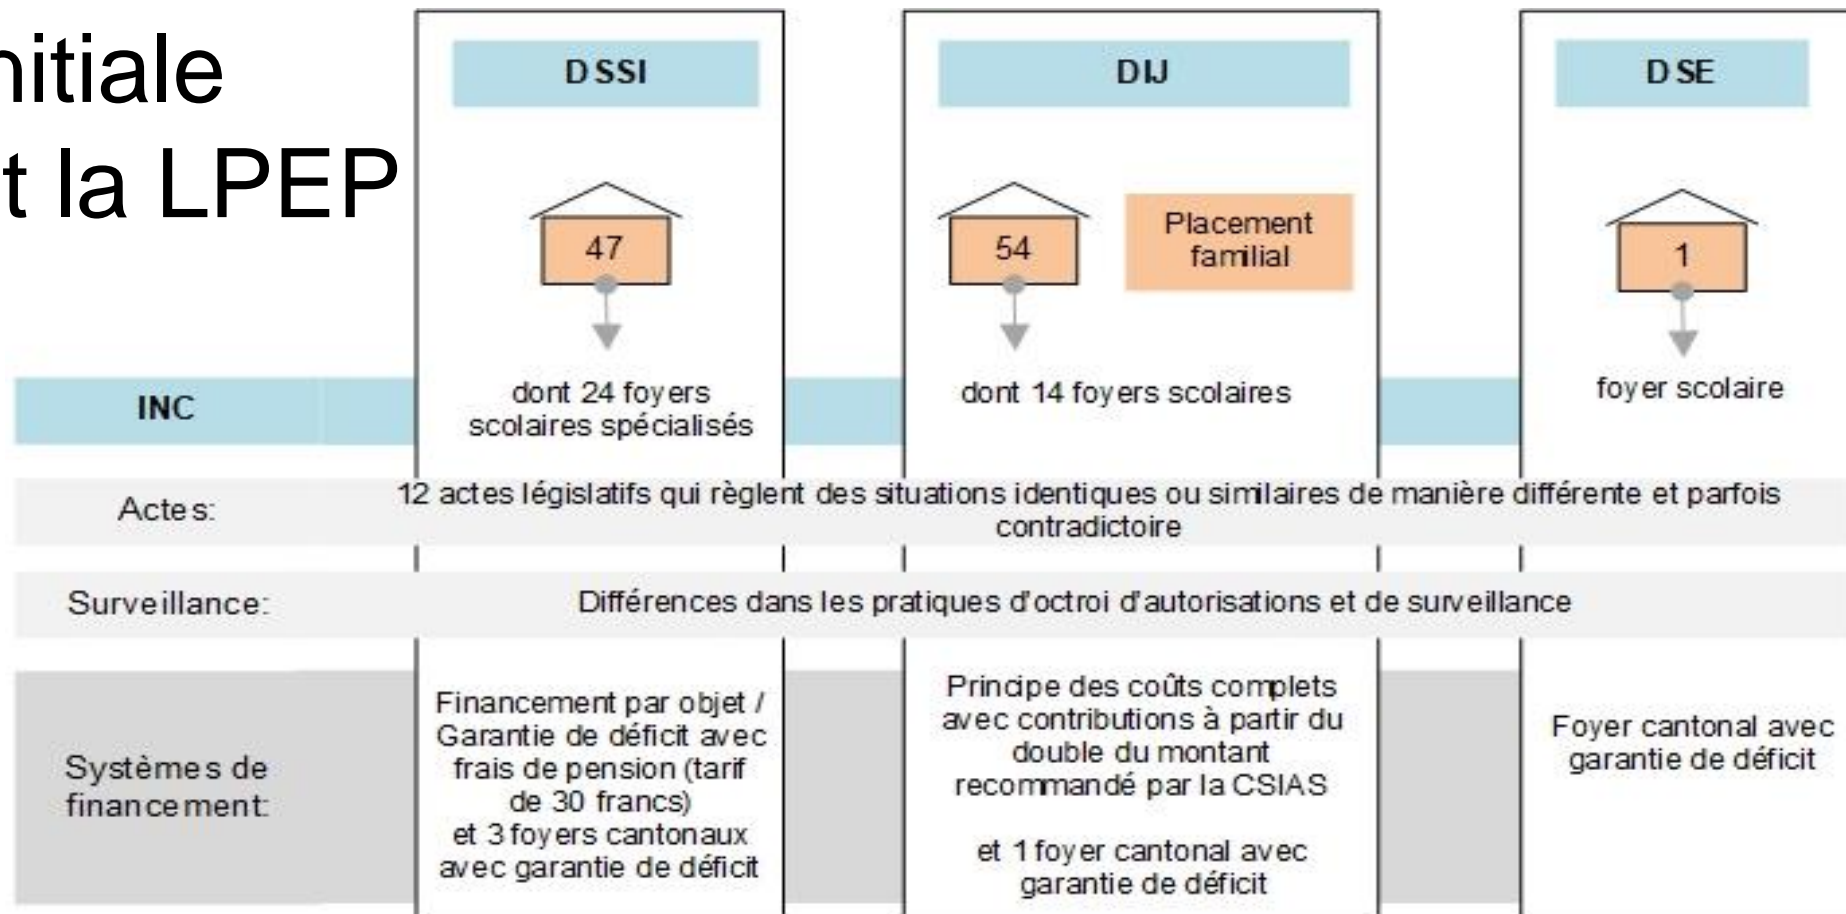 nitiale
t la LPEP
DSSI
DIJ
DSE
47
54
Placement
familial
1
INC
dont 24 foyers
scolaires spécialisés
dont 14 foyers scolaires
foyer scolaire
Actes:
12 actes législatifs qui règlent des situations identiques ou similaires de manière différente et parfois
contradictoire
Surveillance:
Différences dans les pratiques d'octroi d'autorisations et de surveillance
Systèmes de
financement:
Financement par objet /
Garantie de déficit avec
frais de pension (tarif
de 30 francs)
et 3 foyers cantonaux
avec garantie de déficit
Principe des coûts complets
avec contributions à partir du
double du montant
recommandé par la CSIAS
et 1 foyer cantonal avec
garantie de déficit
Foyer cantonal avec
garantie de déficit